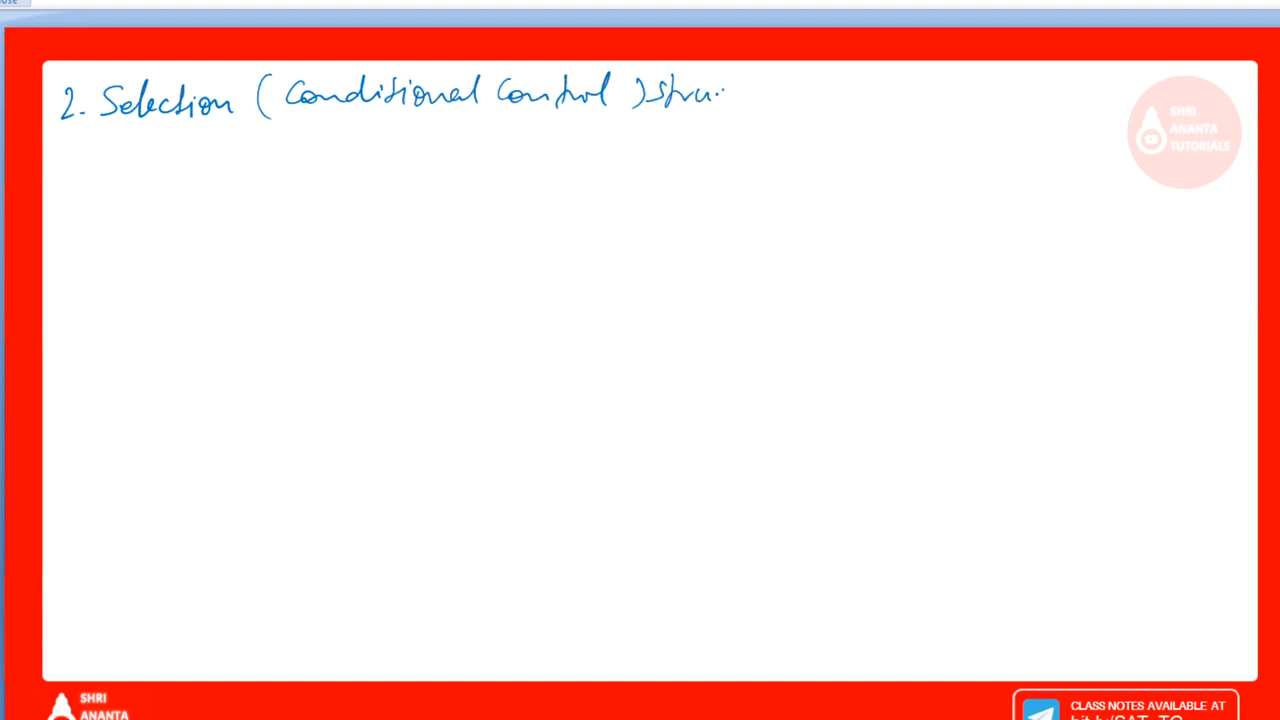 2. Selection ( Conditional Control ) stru
SHRI
ANANTA
TUTORIALS
SHRI
ANANTA
CLASS NOTES AVAILABLE AT